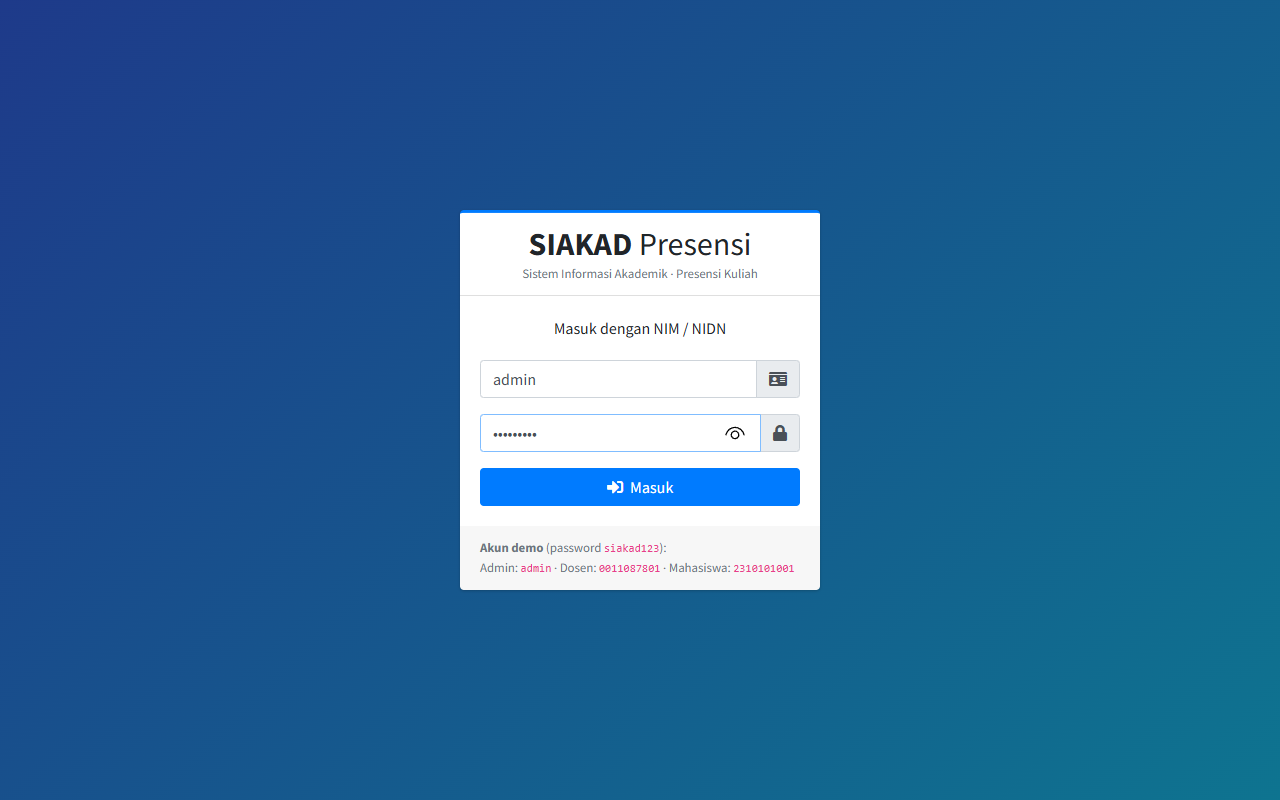 SIAKAD Presensi
Sistem Informasi Akademik · Presensi Kuliah
Masuk dengan NIM / NIDN
admin
•••••••••
Masuk
Akun demo (password siakad123):
Admin: admin · Dosen: 0011087801 · Mahasiswa: 2310101001